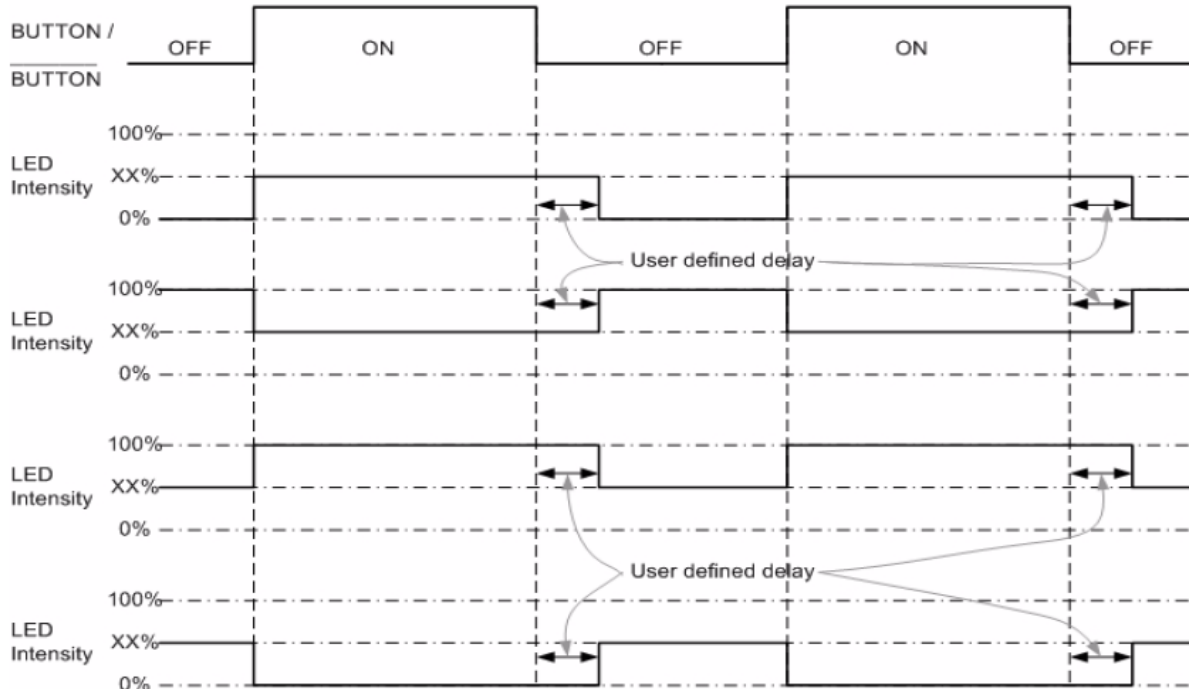 BUTTON /
BUTTON
OFF
ON
OFF
ON
OFF
100%
LED
Intensity
XX%
0%
User defined delay
100%
LED
Intensity
XX%
0%
100%
LED
Intensity
XX%
0%
User defined delay
100%
LED
Intensity
XX%
0%